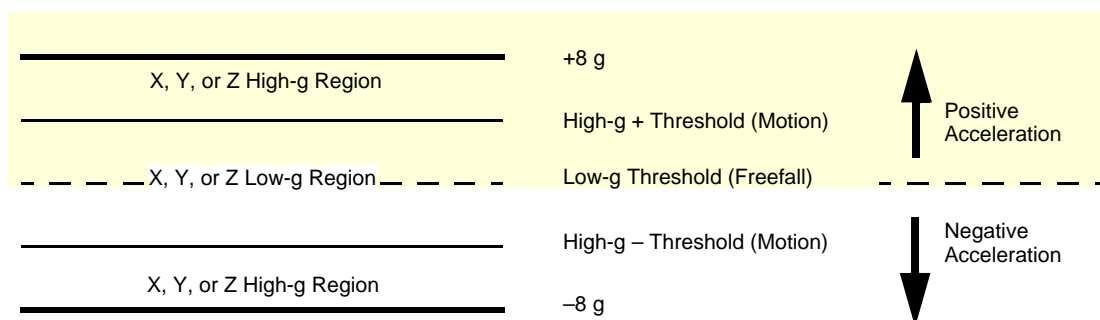 +8 g
X, Y, or Z High-g Region
High-g + Threshold (Motion)
Positive
Acceleration
X, Y, or Z Low-g Region
Low-g Threshold (Freefall)
High-g – Threshold (Motion)
Negative
Acceleration
X, Y, or Z High-g Region
–8 g